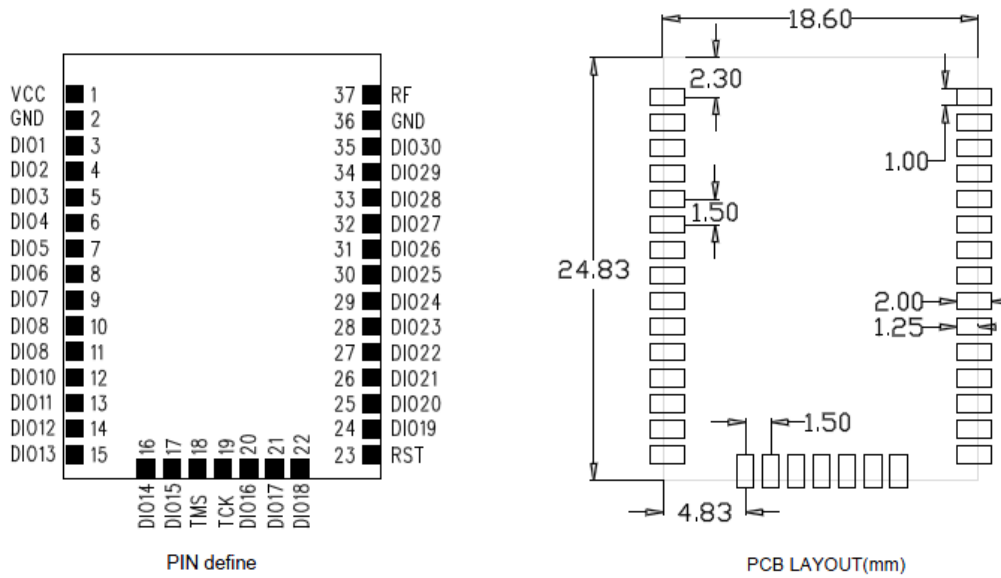 VCC 1
GND 2
DIO1 3
DIO2 4
DIO3 5
DIO4 6
DIO5 7
DIO6 8
DIO7 9
DIO8 10
DIO8 11
DIO10 12
DIO11 13
DIO12 14
DIO13 15
16 17 18 19 20 21 22
DIO14 DIO15 TMS TCK DIO16 DIO17 DIO18
37 RF
36 GND
35 DIO30
34 DIO29
33 DIO28
32 DIO27
31 DIO26
30 DIO25
29 DIO24
28 DIO23
27 DIO22
26 DIO21
25 DIO20
24 DIO19
23 RST
PIN define
18.60
2.30
1.00
1.50
24.83
2.00
1.25
1.50
4.83
PCB LAYOUT(mm)